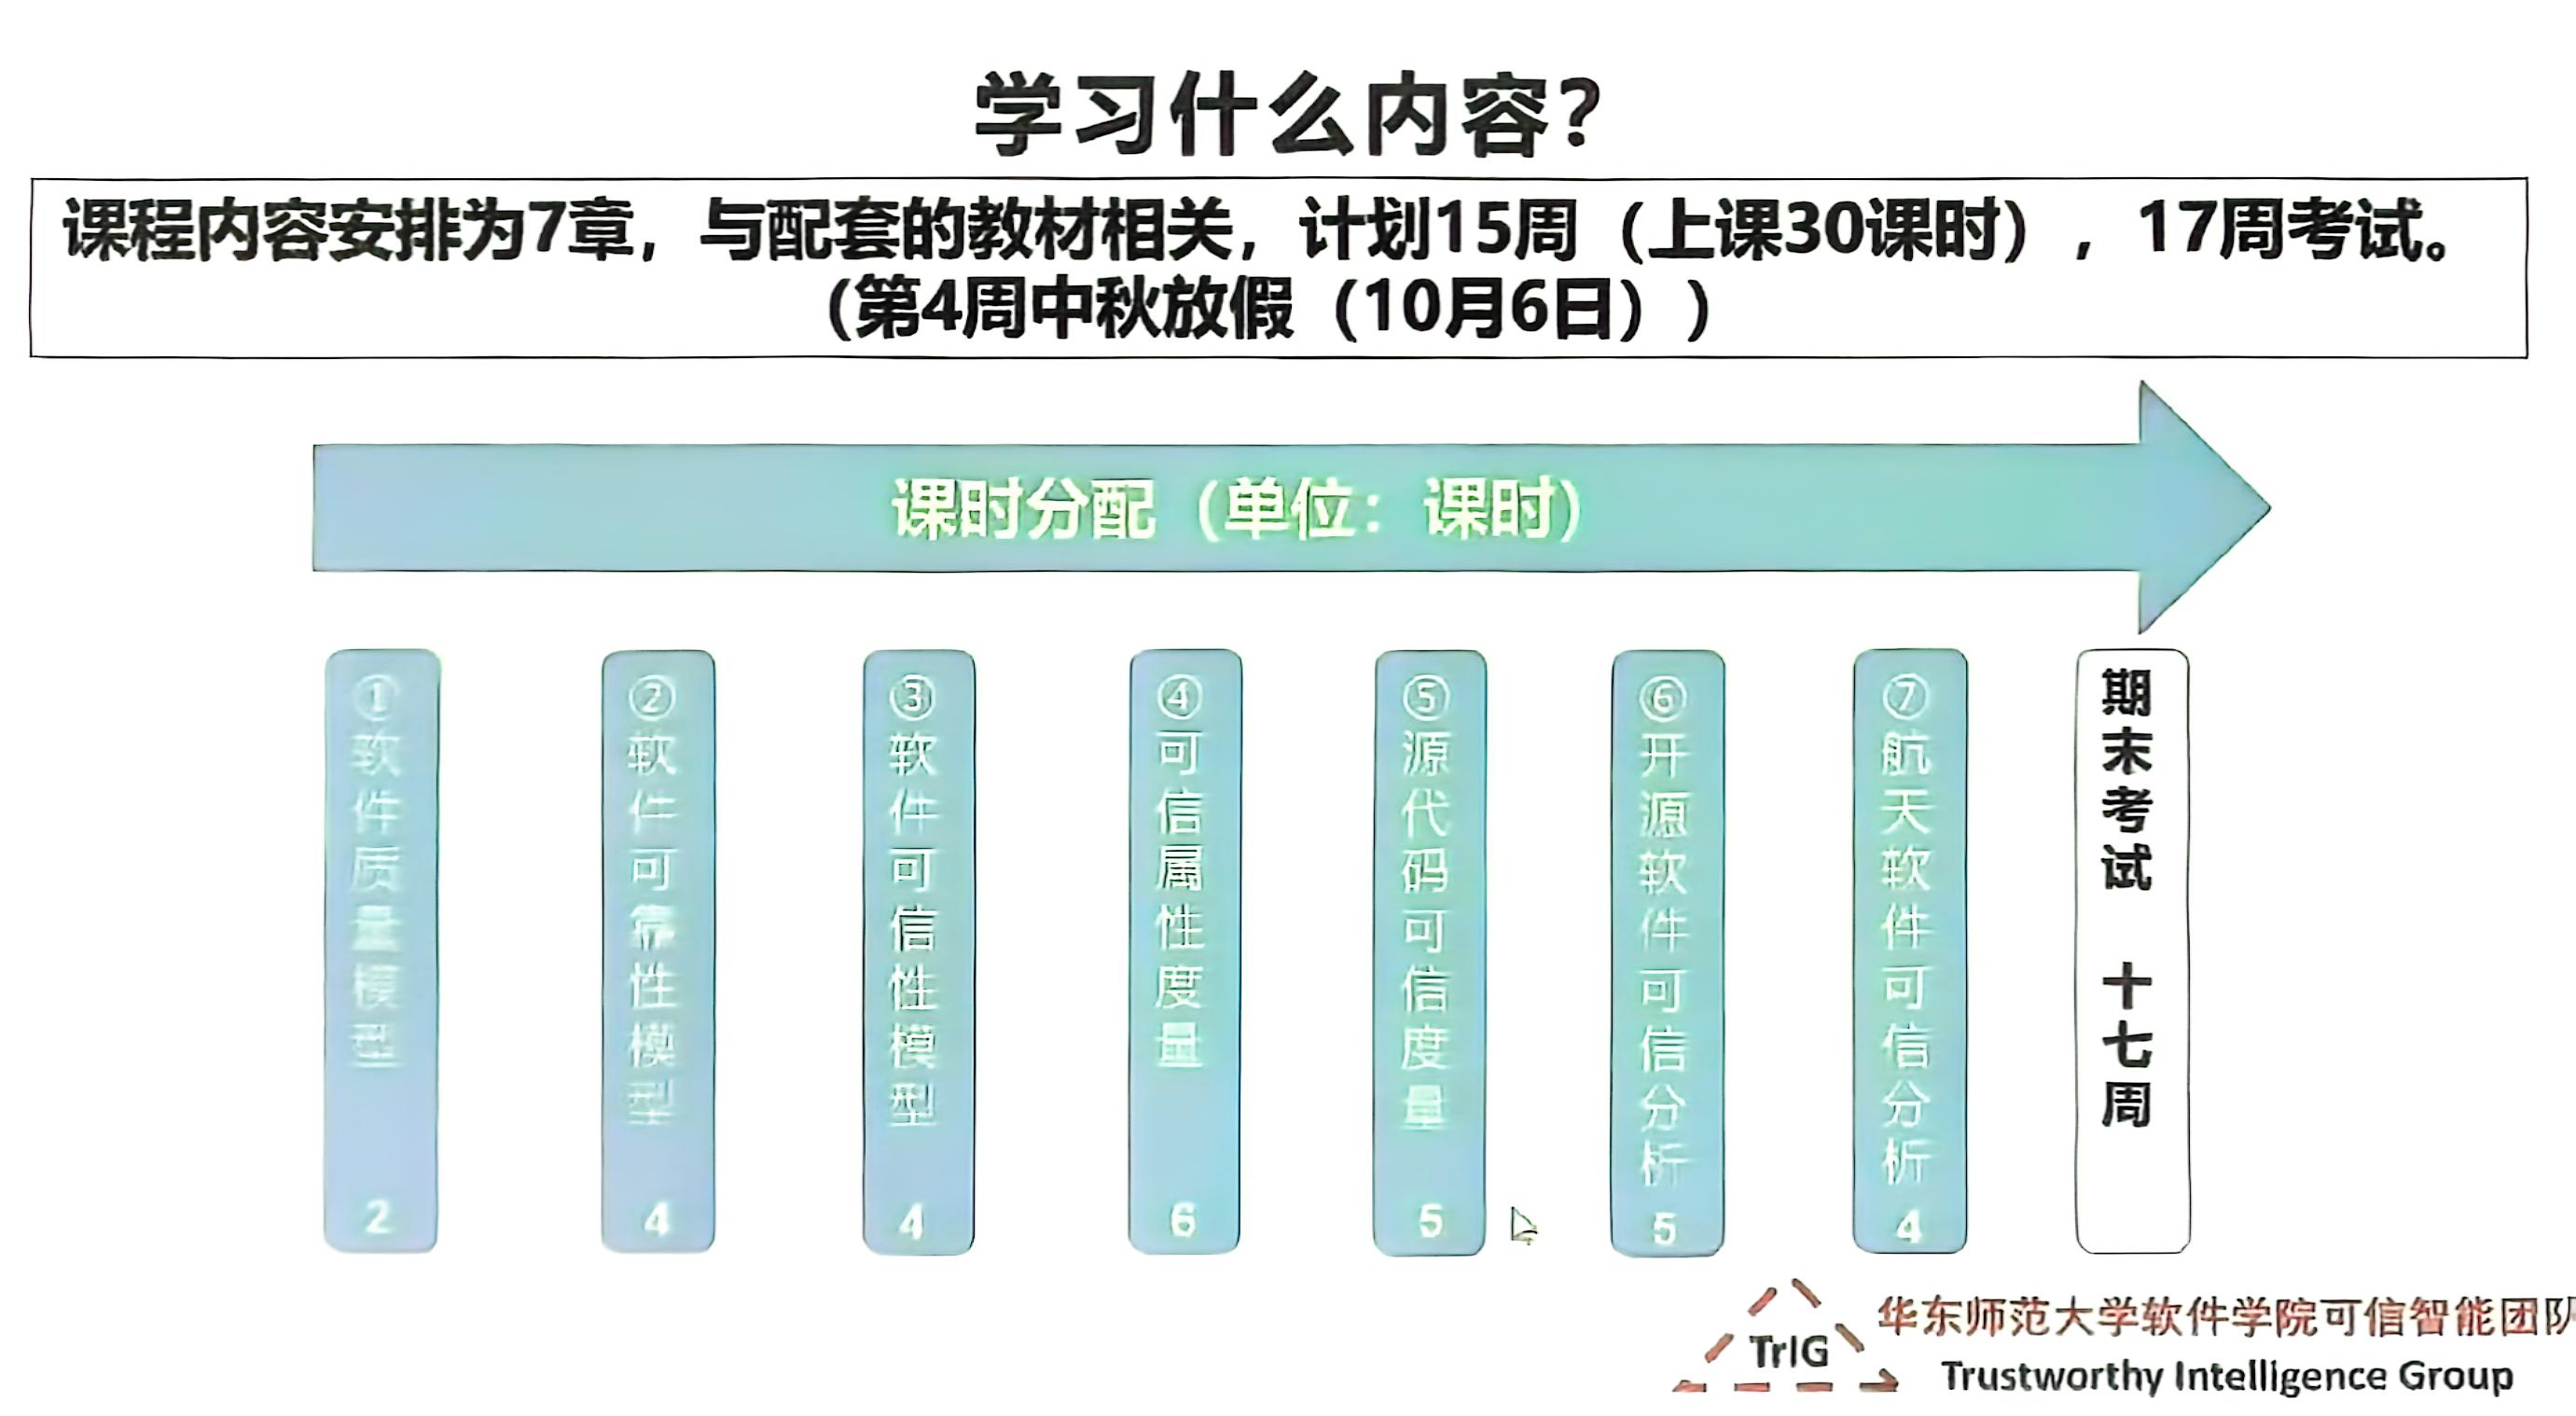 学习什么内容？
课程内容安排为7章，与配套的教材相关，计划15周（上课30课时），17周考试。
（第4周中秋放假（10月6日））
课时分配（单位：课时）
①软件质量模型 2
②软件可靠性模型 4
③软件可信性模型 4
④可信属性度量 6
⑤源代码可信度量 5
⑥开源软件可信分析 5
⑦航天软件可信分析 4
期末考试 十七周
TrIG
华东师范大学软件学院可信智能团队
Trustworthy Intelligence Group